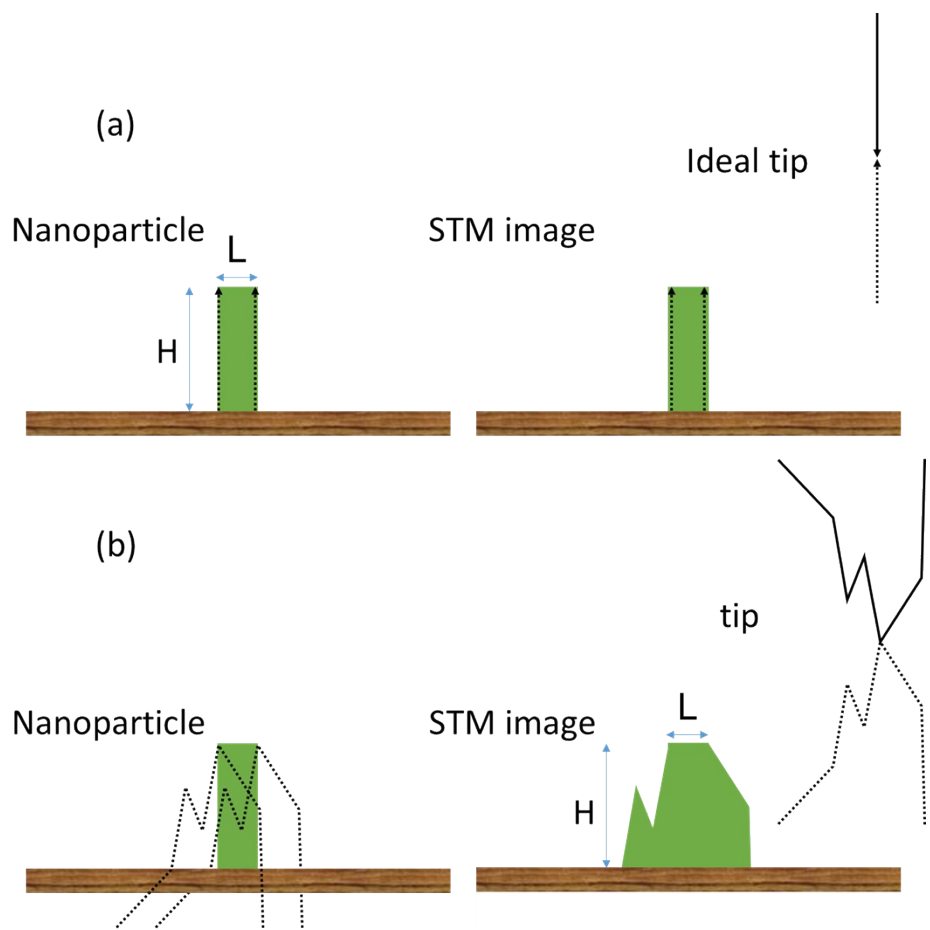 (a)
Ideal tip
Nanoparticle
STM image
L
H
(b)
tip
Nanoparticle
STM image
L
H